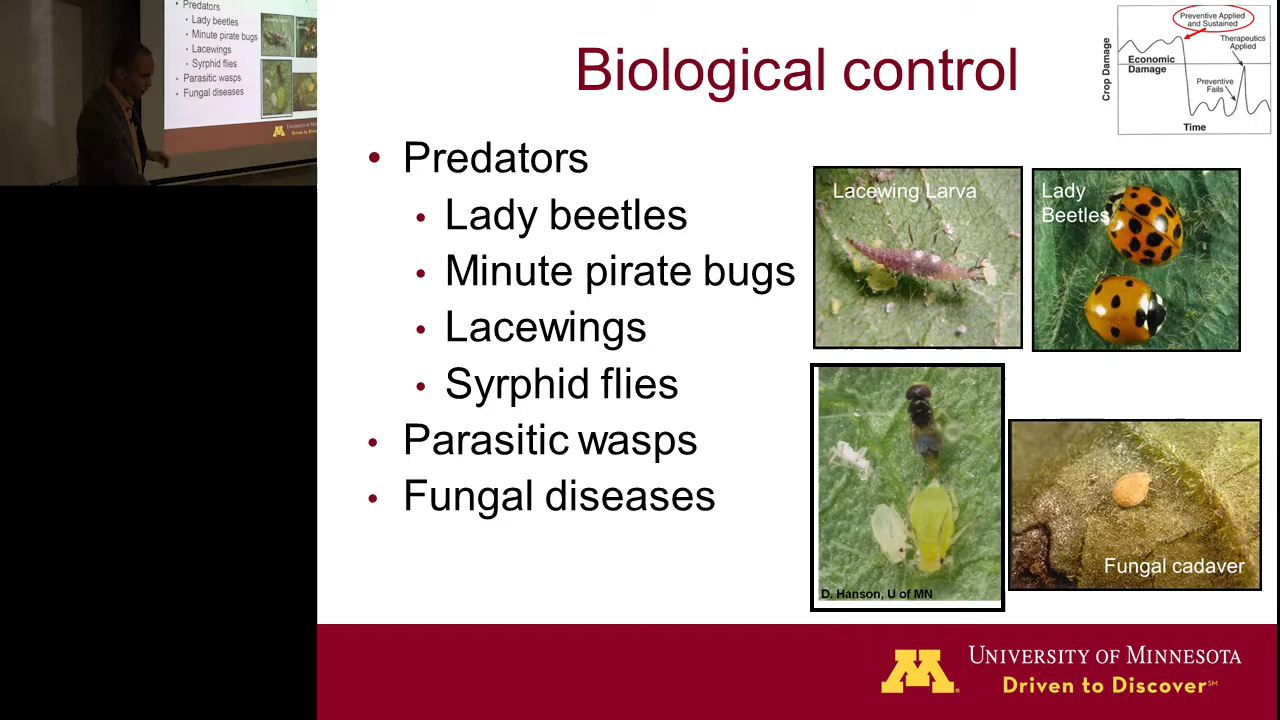 Predators
Lady beetles
Minute pirate bugs
Lacewings
Syrphid flies
Parasitic wasps
Fungal diseases
Biological control
Preventive Applied
and Sustained
Therapeutics
Applied
Economic
Damage
Preventive
Fails
Crop Damage
Time
• Predators
• Lady beetles
• Minute pirate bugs
• Lacewings
• Syrphid flies
• Parasitic wasps
• Fungal diseases
Lacewing Larva
Lady
Beetles
D. Hanson, U of MN
Fungal cadaver
M
UNIVERSITY OF MINNESOTA
Driven to Discover℠